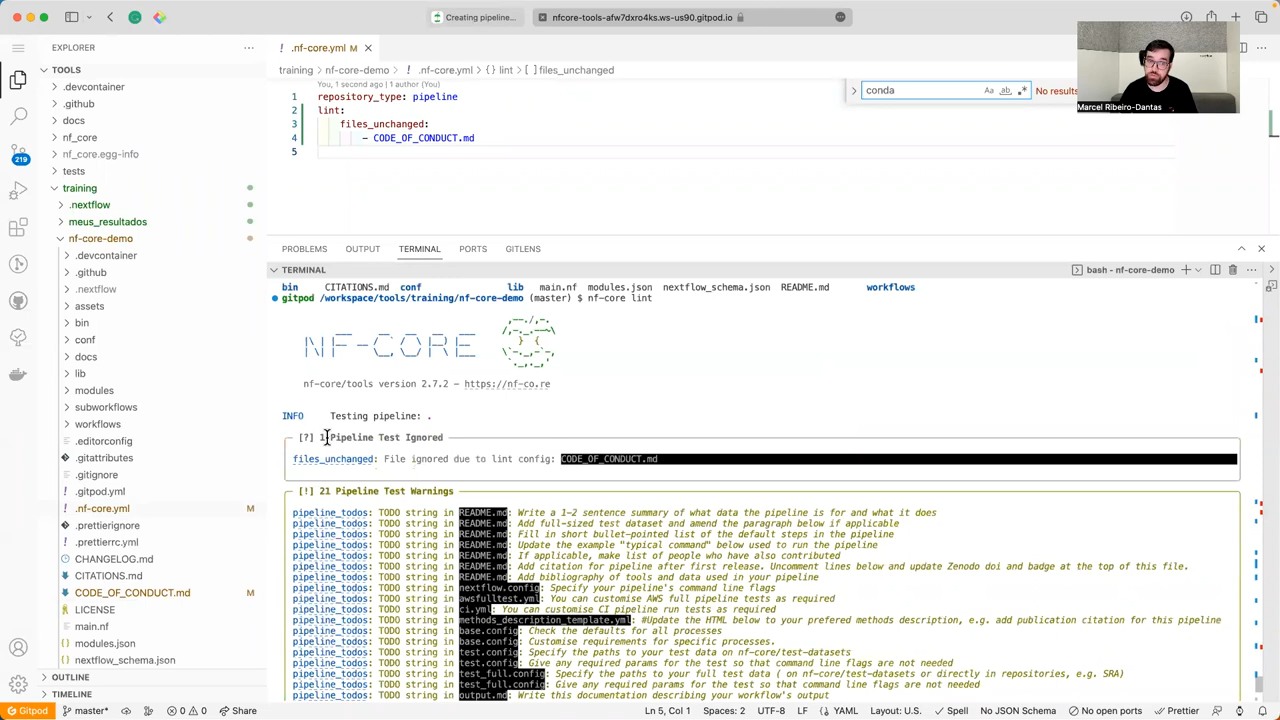 Creating pipeline...
nfcore-tools-afw7dxro4ks.ws-us90.gitpod.io
EXPLORER
TOOLS
.devcontainer
.github
docs
nf_core
nf_core.egg-info
tests
training
.nextflow
meus_resultados
nf-core-demo
.devcontainer
.github
.nextflow
assets
bin
conf
docs
lib
modules
subworkflows
workflows
.editorconfig
.gitattributes
.gitignore
.gitpod.yml
.nf-core.yml M
.prettierignore
.prettierrc.yml
CHANGELOG.md
CITATIONS.md
CODE_OF_CONDUCT.md M
LICENSE
main.nf
modules.json
nextflow_schema.json
OUTLINE
TIMELINE
219
.nf-core.yml M
training > nf-core-demo > .nf-core.yml > {} lint > [ ] files_unchanged
You, 1 second ago | 1 author (You)
1 repository_type: pipeline
2 lint:
3 files_unchanged:
4 - CODE_OF_CONDUCT.md
5
conda
Aa ab. .*
No results
Marcel Ribeiro-Dantas
PROBLEMS OUTPUT TERMINAL PORTS GITLENS
TERMINAL
bash - nf-core-demo
bin CITATIONS.md conf lib main.nf modules.json nextflow_schema.json README.md workflows
gitpod /workspace/tools/training/nf-core-demo (master) $ nf-core lint
nf-core/tools version 2.7.2 - https://nf-co.re
INFO Testing pipeline: .
[?] 1 Pipeline Test Ignored
files_unchanged: File ignored due to lint config: CODE_OF_CONDUCT.md
[!] 21 Pipeline Test Warnings
pipeline_todos: TODO string in README.md: Write a 1-2 sentence summary of what data the pipeline is for and what it does
pipeline_todos: TODO string in README.md: Add full-sized test dataset and amend the paragraph below if applicable
pipeline_todos: TODO string in README.md: Fill in short bullet-pointed list of the default steps in the pipeline
pipeline_todos: TODO string in README.md: Update the example "typical command" below used to run the pipeline
pipeline_todos: TODO string in README.md: If applicable, make list of people who have also contributed
pipeline_todos: TODO string in README.md: Add citation for pipeline after first release. Uncomment lines below and update Zenodo doi and badge at the top of this file.
pipeline_todos: TODO string in README.md: Add bibliography of tools and data used in your pipeline
pipeline_todos: TODO string in nextflow.config: Specify your pipeline's command line flags
pipeline_todos: TODO string in awsfulltest.yml: You can customise AWS full pipeline tests as required
pipeline_todos: TODO string in ci.yml: You can customise CI pipeline run tests as required
pipeline_todos: TODO string in methods_description_template.yml: #Update the HTML below to your prefered methods description, e.g. add publication citation for this pipeline
pipeline_todos: TODO string in base.config: Check the defaults for all processes
pipeline_todos: TODO string in base.config: Customise requirements for specific processes.
pipeline_todos: TODO string in test.config: Specify the paths to your test data on nf-core/test-datasets
pipeline_todos: TODO string in test.config: Give any required params for the test so that command line flags are not needed
pipeline_todos: TODO string in test_full.config: Specify the paths to your full test data ( on nf-core/test-datasets or directly in repositories, e.g. SRA)
pipeline_todos: TODO string in test_full.config: Give any required params for the test so that command line flags are not needed
pipeline_todos: TODO string in output.md: Write this documentation describing your workflow's output
Gitpod master* 0 0 Share Ln 5, Col 1 Spaces: 2 UTF-8 LF YAML Layout: U.S. Spell No JSON Schema No open ports Prettier